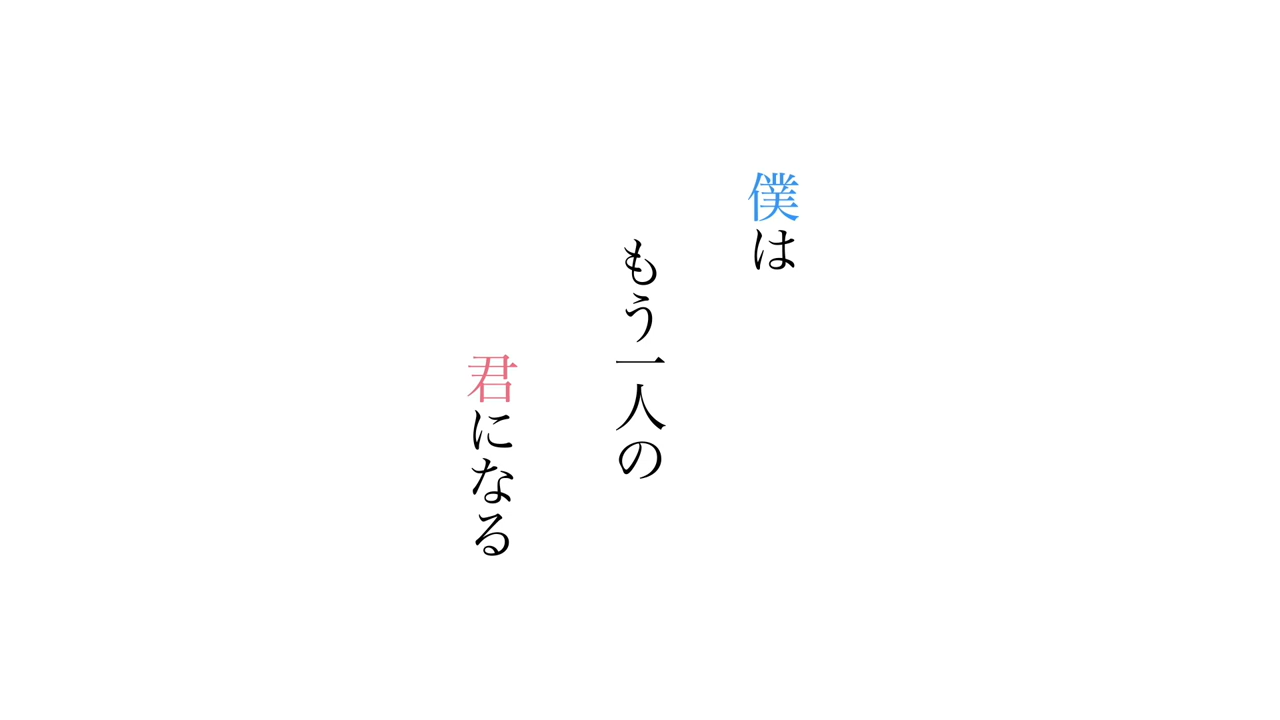 僕は
もう一人の
君になる